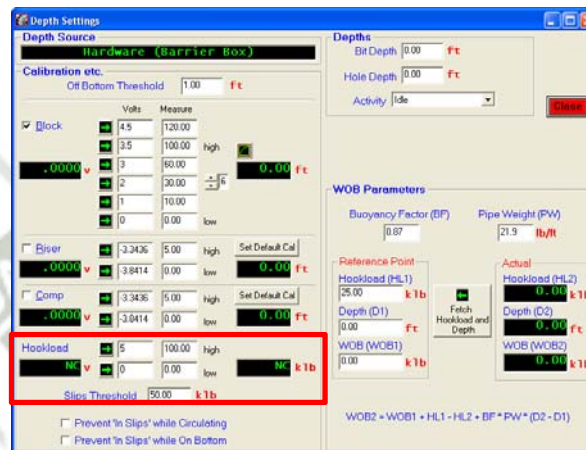 Depth Settings
Depth Source
Hardware (Barrier Box)
Calibration etc.
Off Bottom Threshold 1.00 ft
Volts Measure
Block 4.5 120.00
3.5 100.00 high
.0000 v 3 60.00 0.00 ft
2 30.00 6
1 10.00
0 0.00 low
Riser -3.3436 5.00 high Set Default Cal
.0000 v -3.8414 0.00 low 0.00 ft
Comp -3.3436 5.00 high Set Default Cal
.0000 v -3.8414 0.00 low 0.00 ft
Hookload 5 100.00 high
NC v 0 0.00 low NC klb
Slips Threshold 50.00 klb
Prevent 'In Slips' while Circulating
Prevent 'In Slips' while On Bottom
Depths
Bit Depth 0.00 ft
Hole Depth 0.00 ft
Activity Idle
Close
WOB Parameters
Buoyancy Factor (BF) Pipe Weight (PW)
0.87 21.9 lb/ft
Reference Point
Hookload (HL1)
25.00 klb
Depth (D1)
0.00 ft
WOB (WOB1)
0.00 klb
Fetch Hookload and Depth
Actual
Hookload (HL2)
0.00 klb
Depth (D2)
0.00 ft
WOB (WOB2)
0.00 klb
WOB2 = WOB1 + HL1 - HL2 + BF * PW * (D2 - D1)